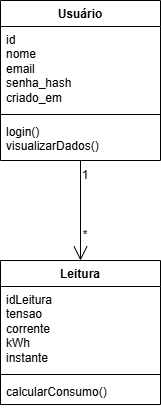 Usuário
id
nome
email
senha_hash
criado_em
login()
visualizarDados()
1
*
Leitura
idLeitura
tensao
corrente
kWh
instante
calcularConsumo()